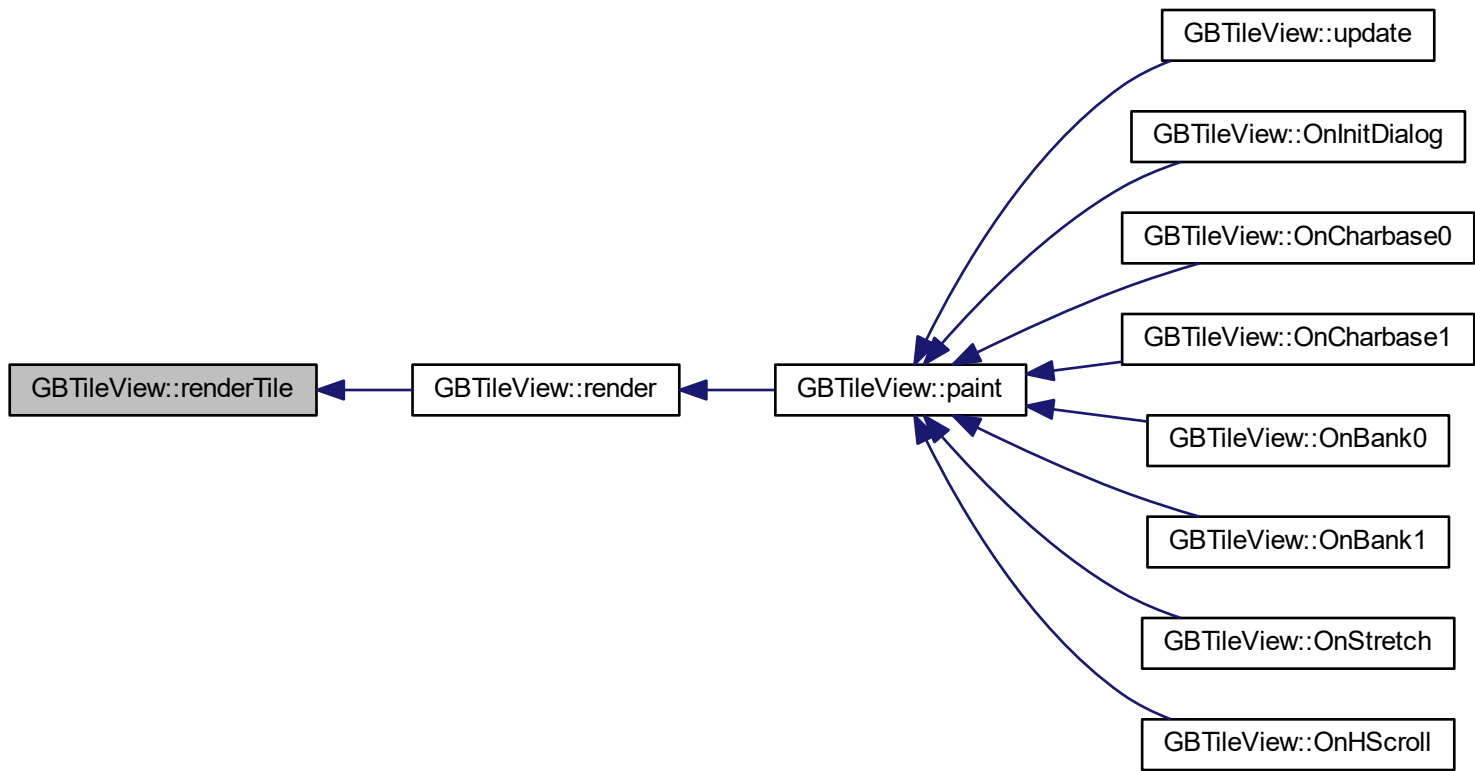 GBTileView::update
GBTileView::OnInitDialog
GBTileView::OnCharbase0
GBTileView::OnCharbase1
GBTileView::renderTile
GBTileView::render
GBTileView::paint
GBTileView::OnBank0
GBTileView::OnBank1
GBTileView::OnStretch
GBTileView::OnHScroll